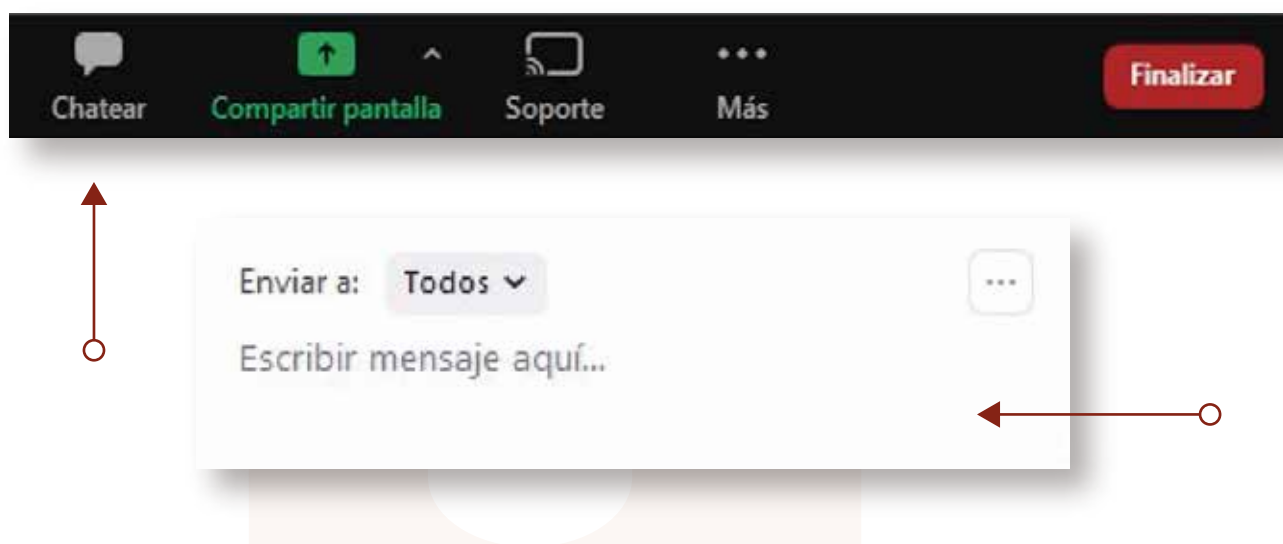 Chatear Compartir pantalla Soporte Más Finalizar
Enviar a: Todos
Escribir mensaje aquí...